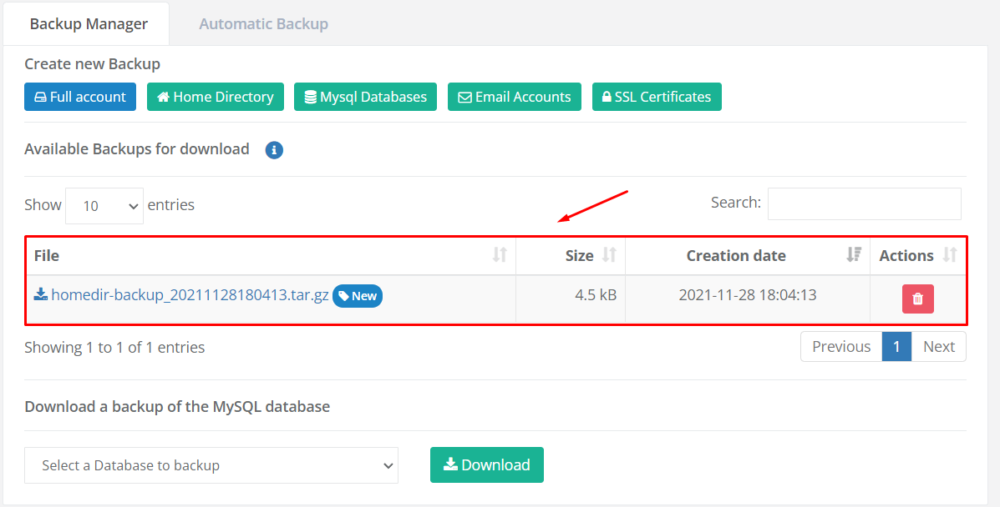 Backup Manager Automatic Backup
Create new Backup
Full account Home Directory Mysql Databases Email Accounts SSL Certificates
Available Backups for download
Show 10 entries Search:
File Size Creation date Actions
homedir-backup_20211128180413.tar.gz New 4.5 kB 2021-11-28 18:04:13
Showing 1 to 1 of 1 entries Previous 1 Next
Download a backup of the MySQL database
Select a Database to backup Download